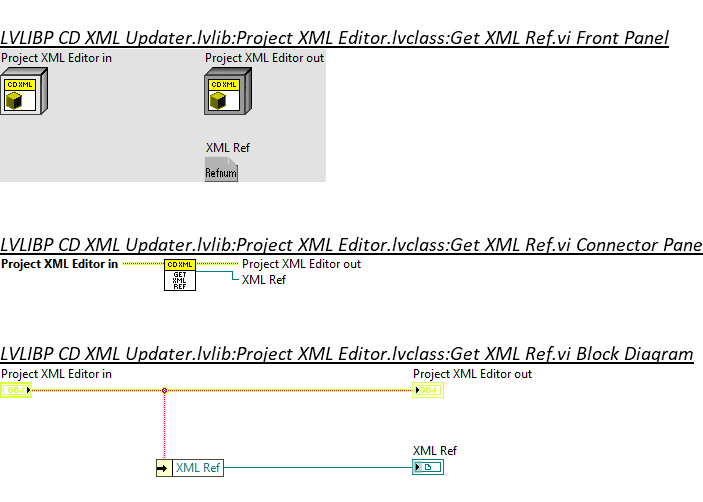 LVLIBP CD XML Updater.lvlib:Project XML Editor.lvclass:Get XML Ref.vi Front Panel
Project XML Editor in Project XML Editor out
CD XML CD XML
XML Ref
Refnum
LVLIBP CD XML Updater.lvlib:Project XML Editor.lvclass:Get XML Ref.vi Connector Pane
Project XML Editor in CD XML Project XML Editor out
GET XML Ref
XML
REF
LVLIBP CD XML Updater.lvlib:Project XML Editor.lvclass:Get XML Ref.vi Block Diagram
Project XML Editor in Project XML Editor out
OBJ OBJ
XML Ref
XML Ref